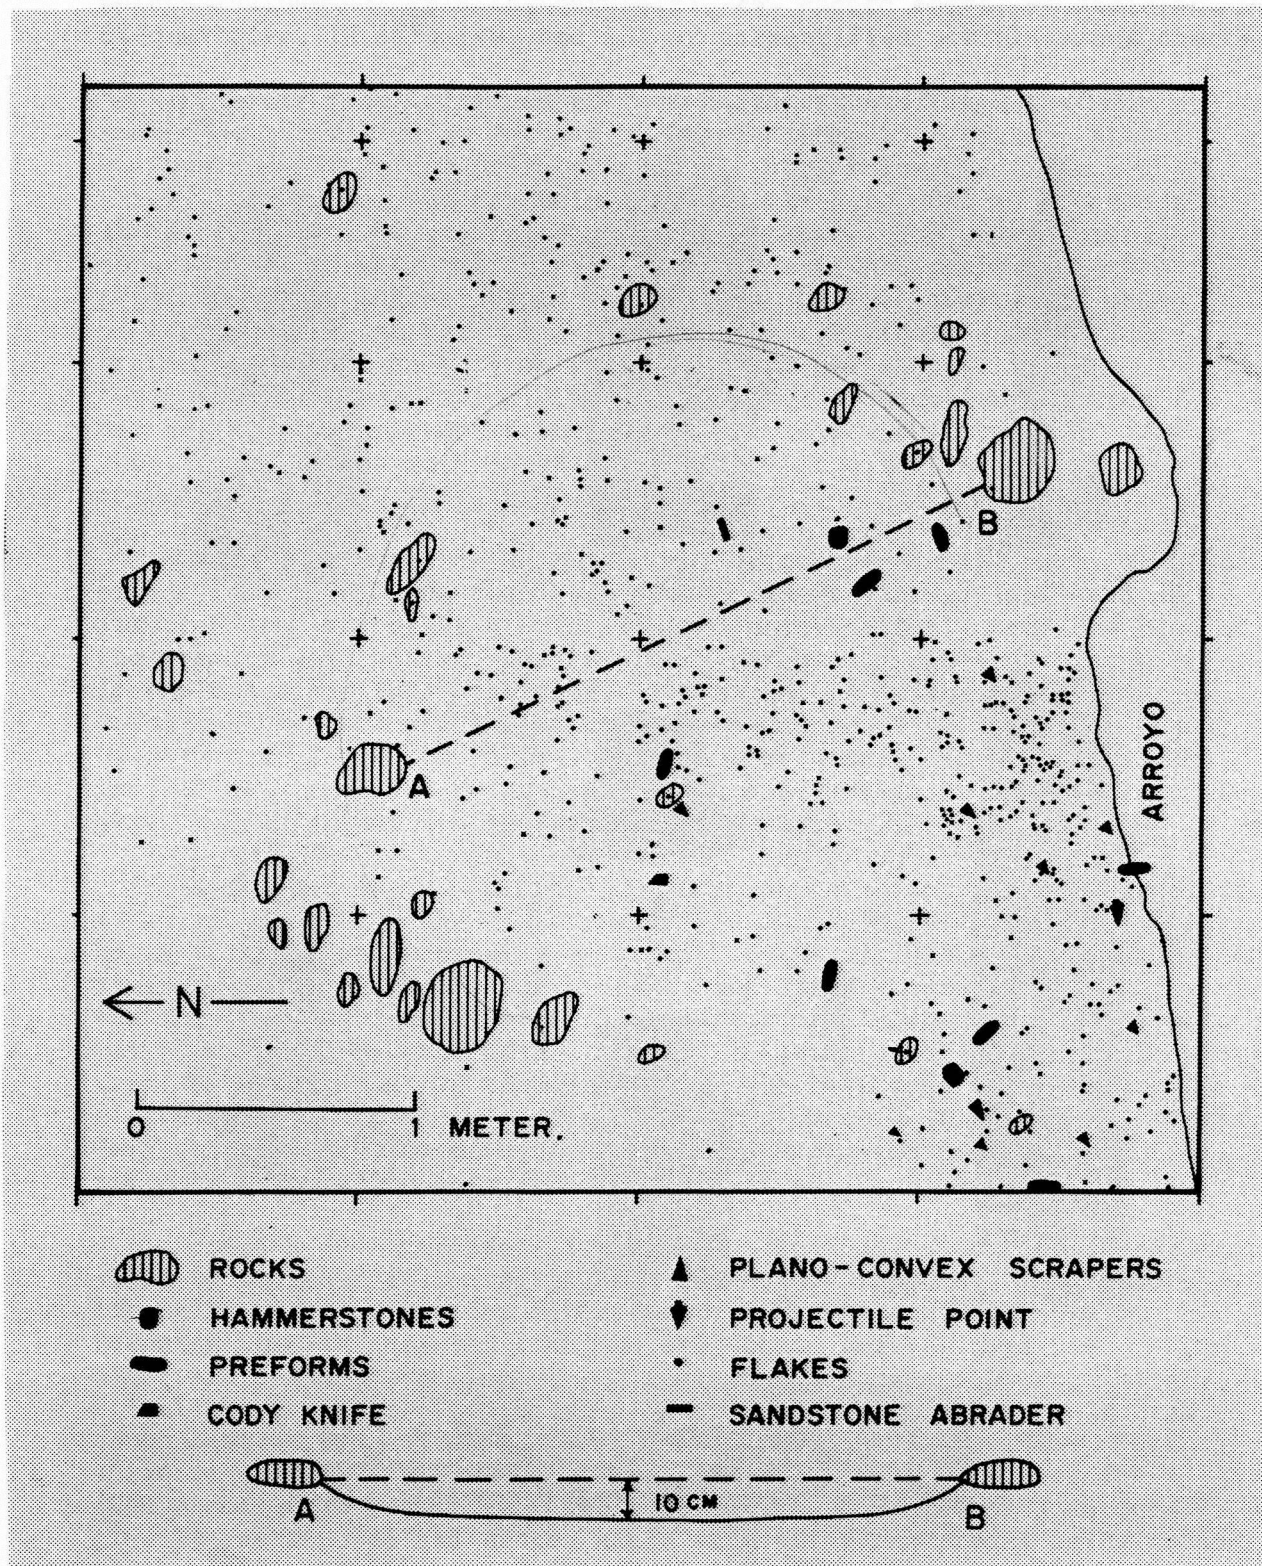 B
A
ARROYO
N
0 1 METER.
ROCKS
HAMMERSTONES
PREFORMS
CODY KNIFE
PLANO-CONVEX SCRAPERS
PROJECTILE POINT
FLAKES
SANDSTONE ABRADER
10 CM
A B